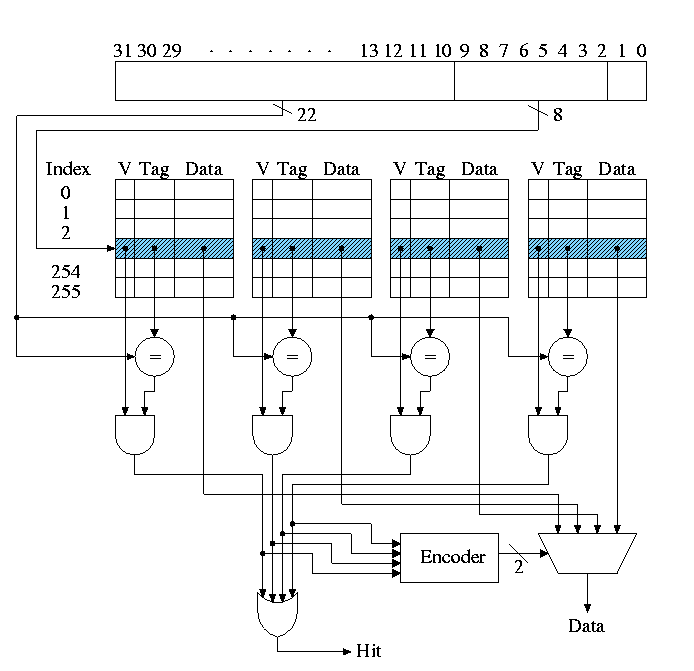 31 30 29 . . . . . . . 13 12 11 10 9 8 7 6 5 4 3 2 1 0
22 8
Index V Tag Data V Tag Data V Tag Data V Tag Data
0
1
2
254
255
= = = =
Encoder
2
Data
Hit